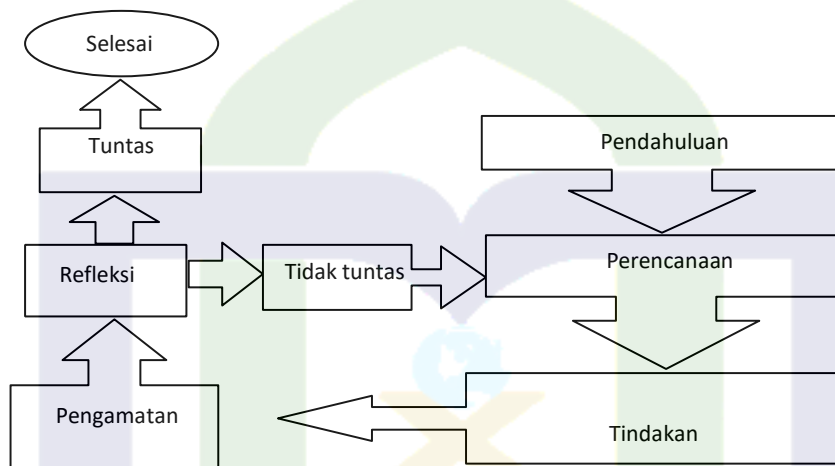 Selesai
Tuntas
Pendahuluan
Refleksi
Tidak tuntas
Perencanaan
Pengamatan
Tindakan